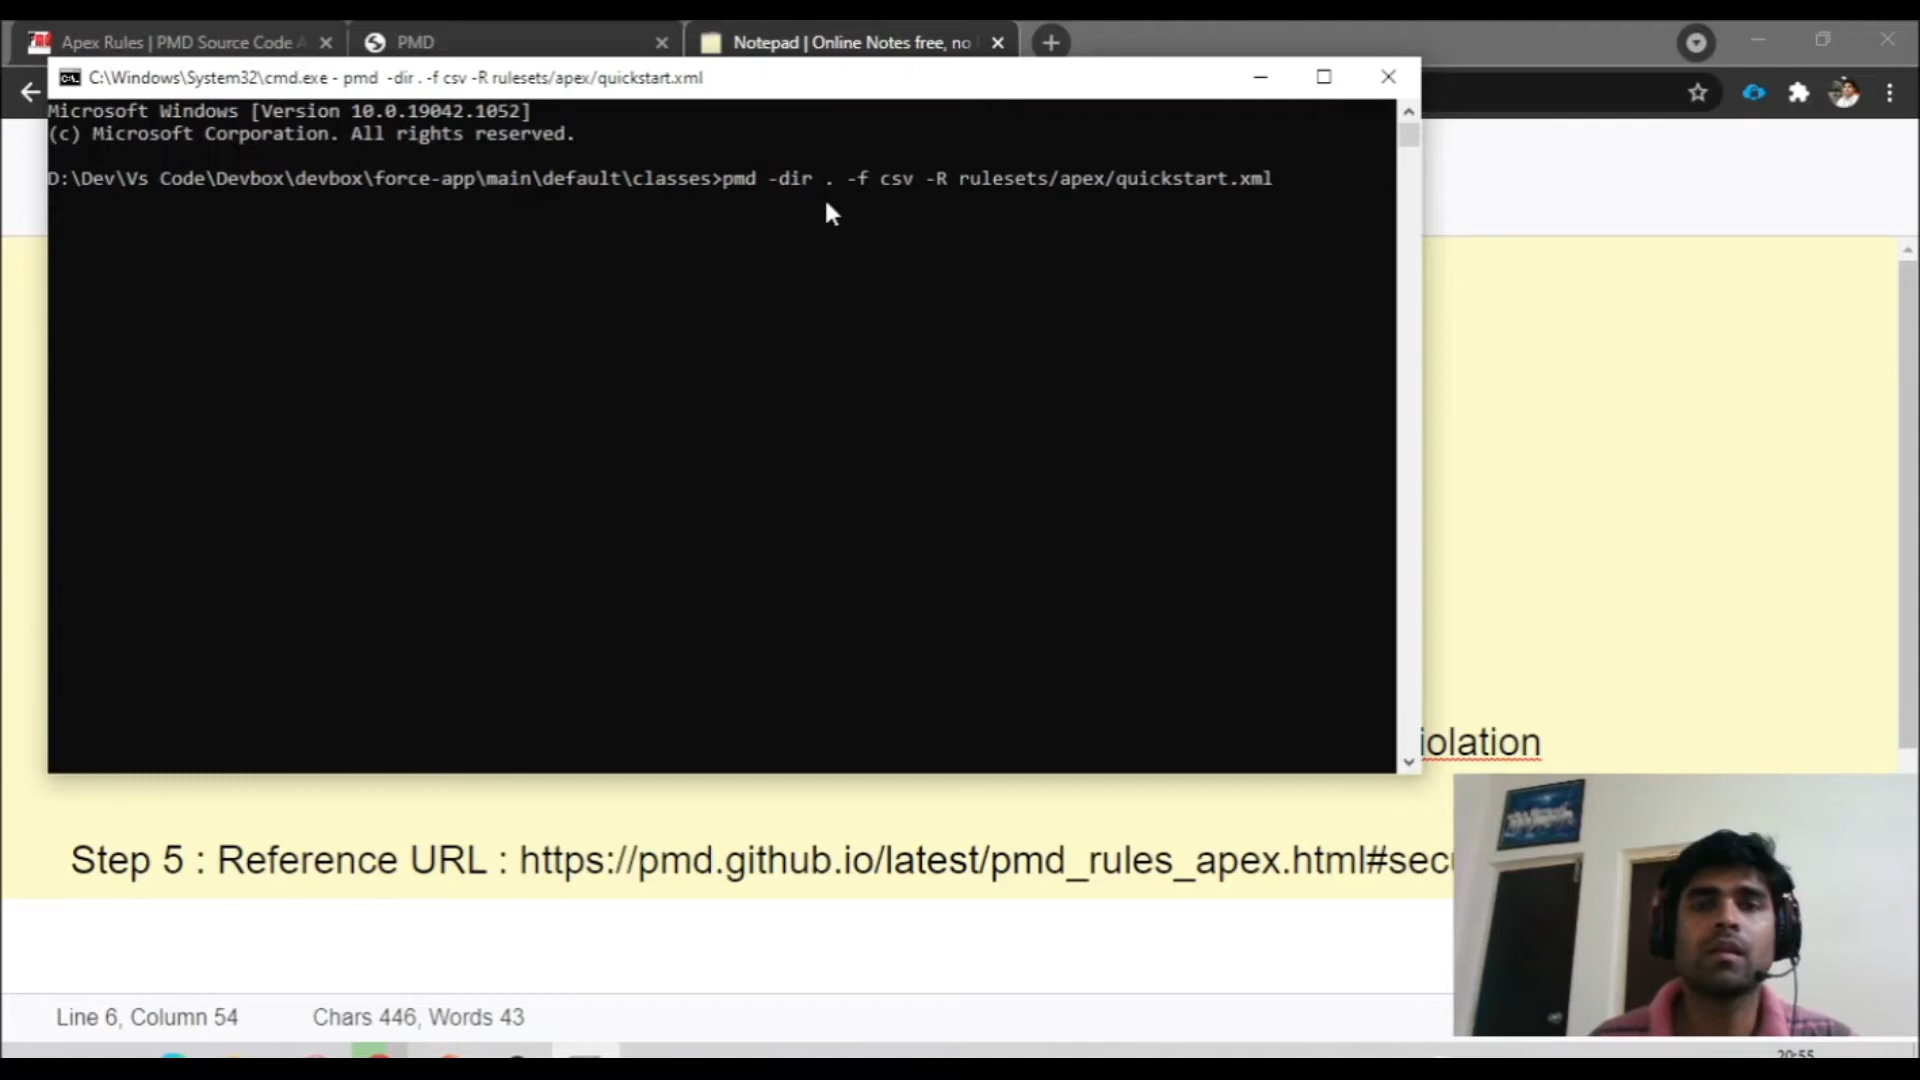 Apex Rules | PMD Source Code A
PMD
Notepad | Online Notes free, no
C:\Windows\System32\cmd.exe - pmd -dir . -f csv -R rulesets/apex/quickstart.xml
Microsoft Windows [Version 10.0.19042.1052]
(c) Microsoft Corporation. All rights reserved.
D:\Dev\Vs Code\Devbox\devbox\force-app\main\default\classes>pmd -dir . -f csv -R rulesets/apex/quickstart.xml
iolation
Step 5 : Reference URL : https://pmd.github.io/latest/pmd_rules_apex.html#secu
Line 6, Column 54
Chars 446, Words 43
20:55